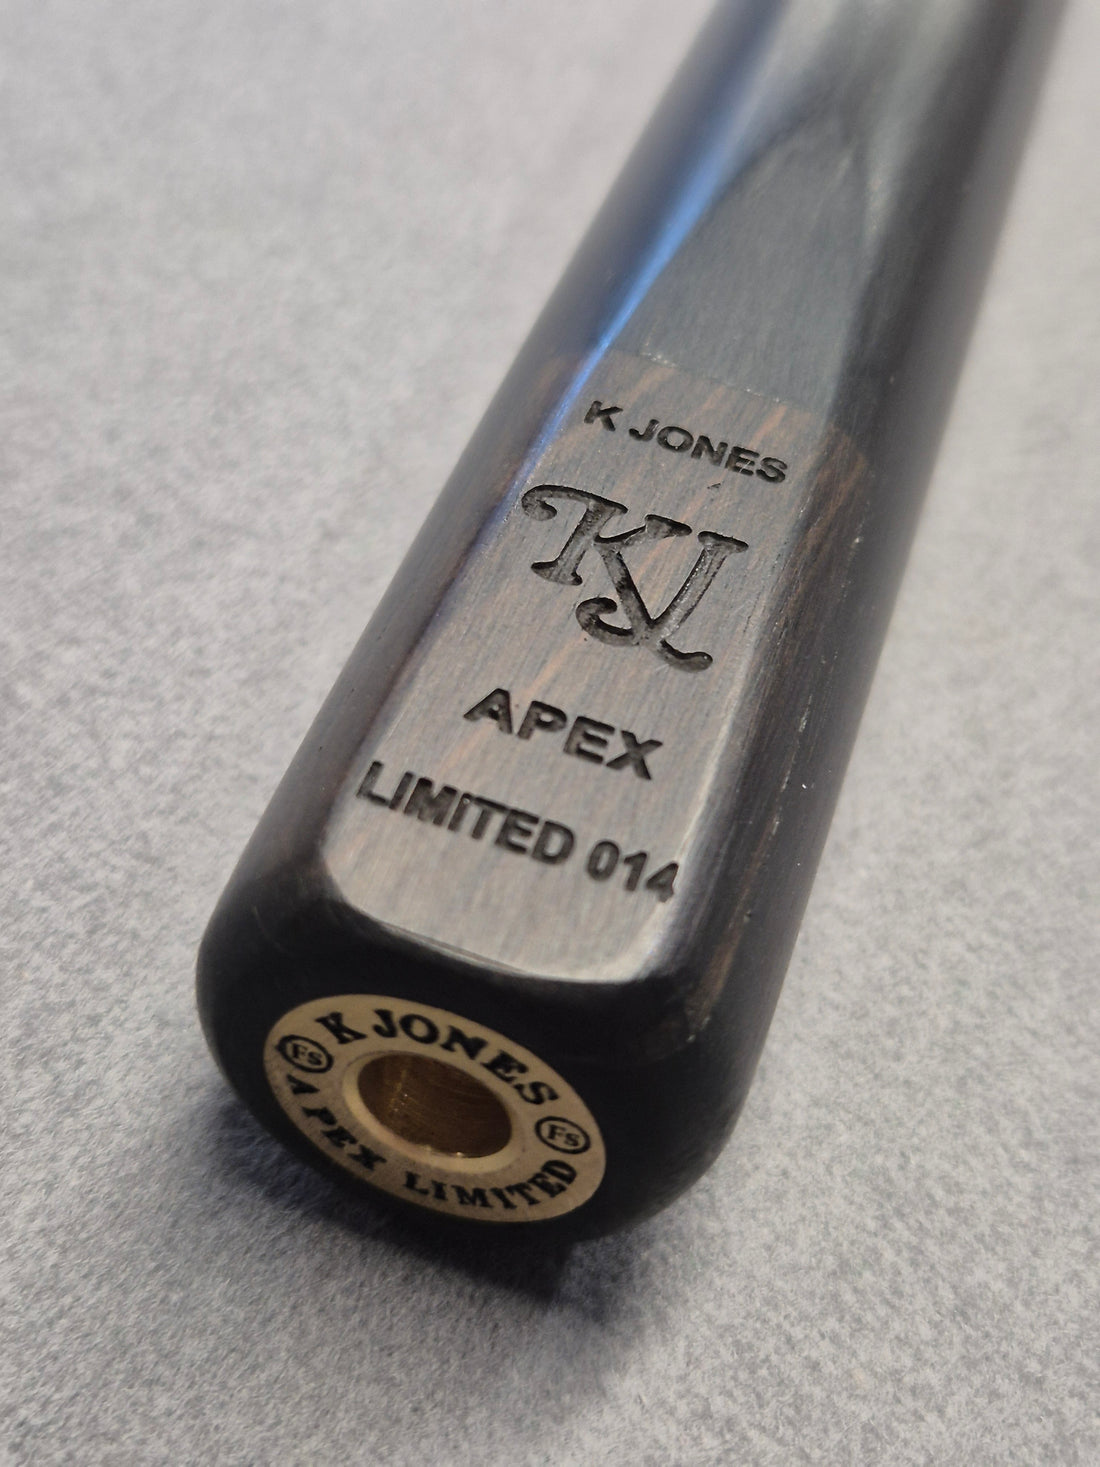 K JONES
KJ
APEX
LIMITED 014
K JONES
FS
FS
APEX LIMITED